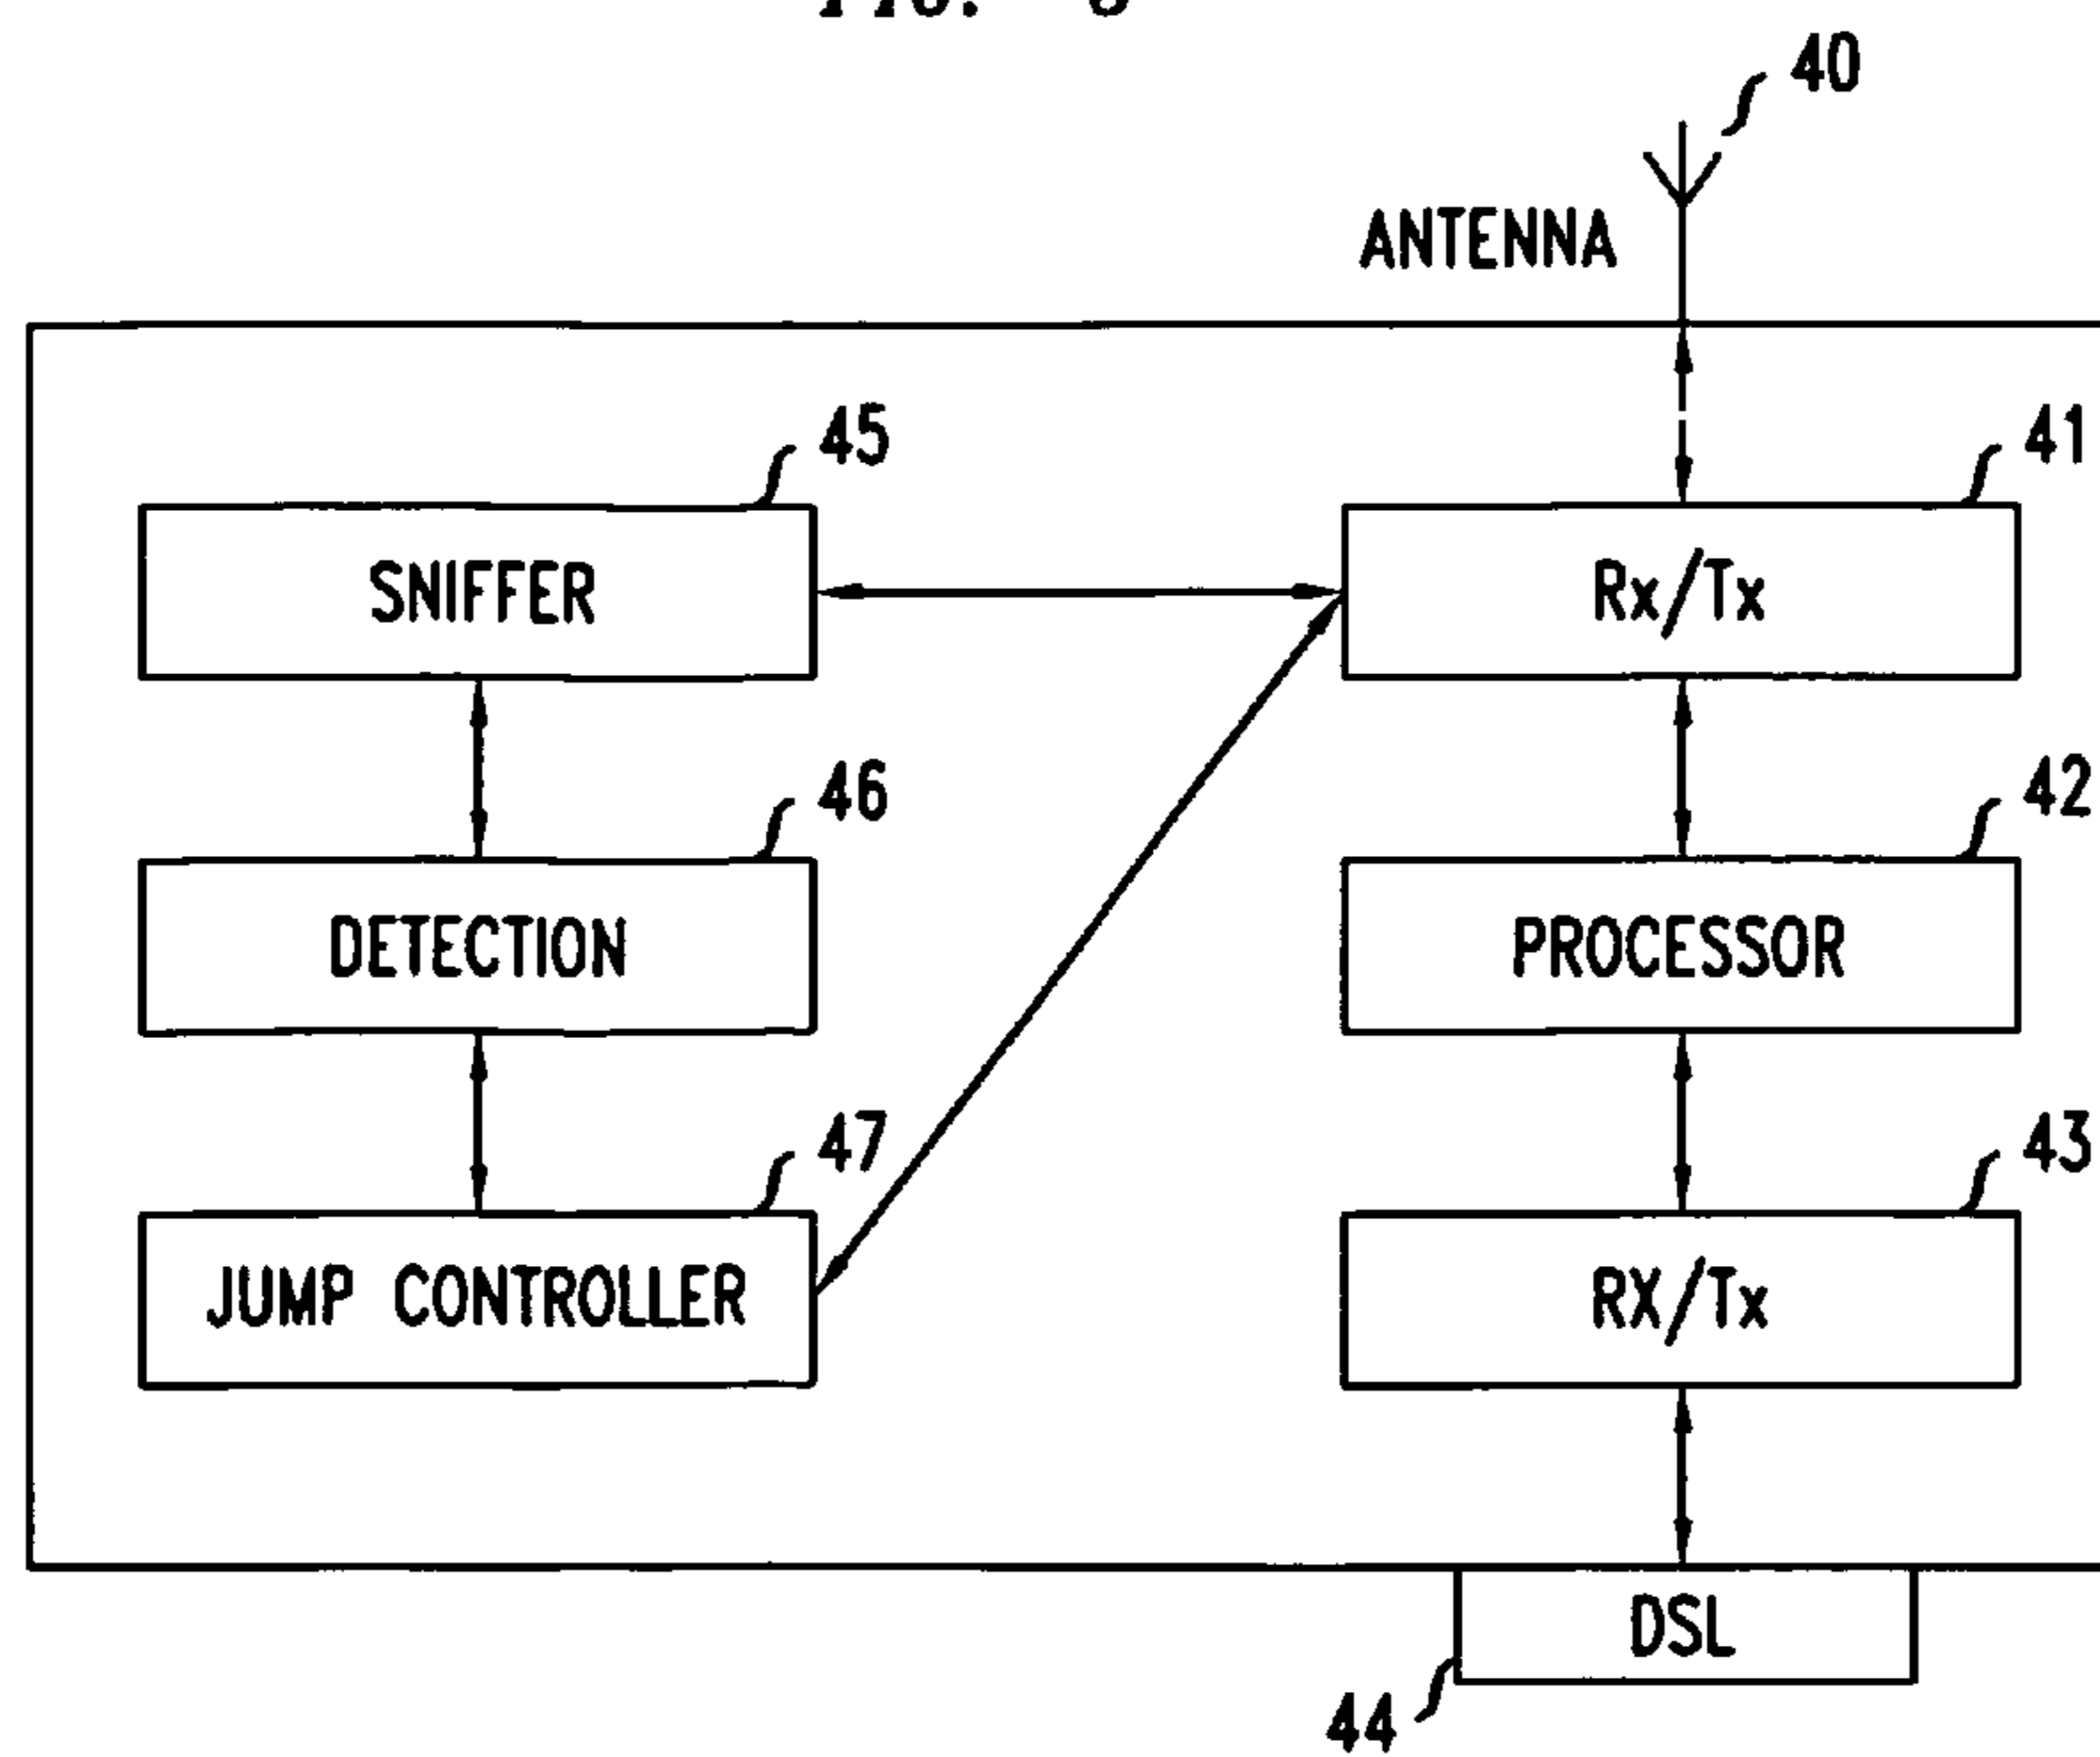 40
ANTENNA
45
41
SNIFFER
Rx/Tx
46
42
DETECTION
PROCESSOR
47
43
JUMP CONTROLLER
RX/Tx
DSL
44